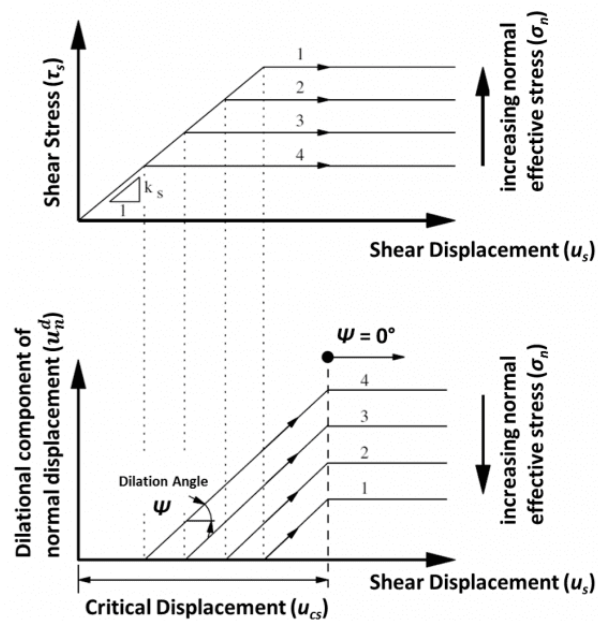 Shear Stress (τs)
1
2
3
4
ks
1
increasing normal
effective stress (σn)
Shear Displacement (us)
Dilational component of
normal displacement (u_n^d)
Ψ = 0°
4
3
2
1
Dilation Angle
Ψ
increasing normal
effective stress (σn)
Shear Displacement (us)
Critical Displacement (ucs)